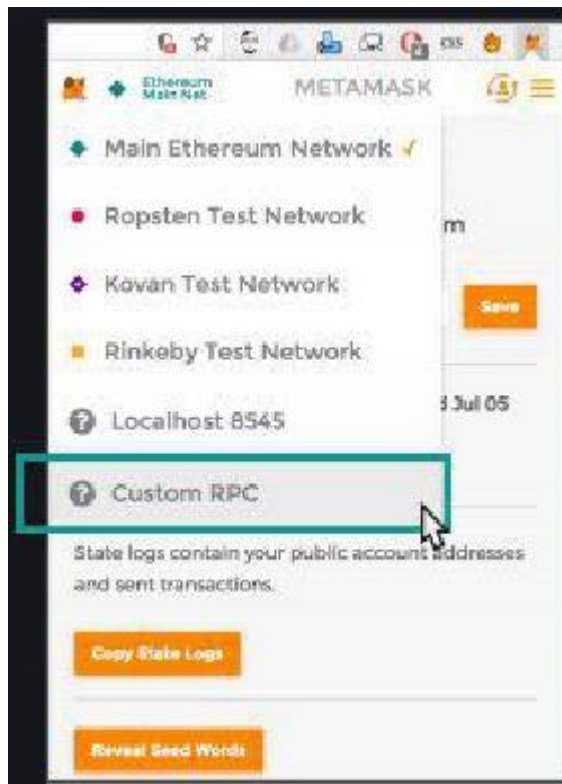 Ethereum
Main Net
METAMASK
Main Ethereum Network
Ropsten Test Network
m
Kovan Test Network
Save
Rinkeby Test Network
Jul 05
Localhost 8545
Custom RPC
State logs contain your public account addresses
and sent transactions.
Copy State Logs
Reveal Seed Words